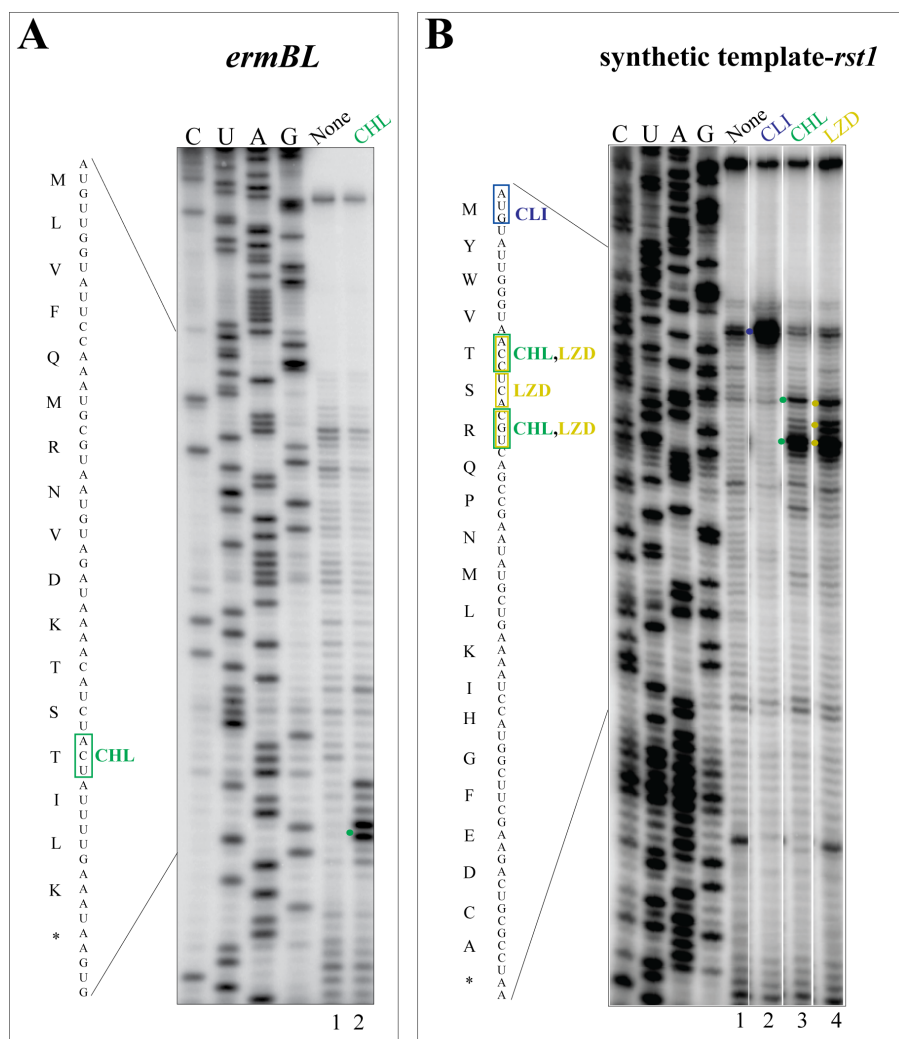 A
ermBL
C U A G None CHL
M L V F Q M R N V D K T S T I L K *
AUGUUGGUAUUCCAAAUGCGUAAUGUAGAUAAAACAUCUACUAUUUUGAAAUAAGUG
CHL
1 2
B
synthetic template-rst1
C U A G None CLI CHL LZD
M Y W V T S R Q P N M L K I H G F E D C A *
AUGUAUUGGGUAACCUCACGUCAGCCGAAUAUGCUGAAAAUCCAUGGCUUCGAAGACUGCGCCUAA
CLI
CHL,LZD
LZD
CHL,LZD
1 2 3 4